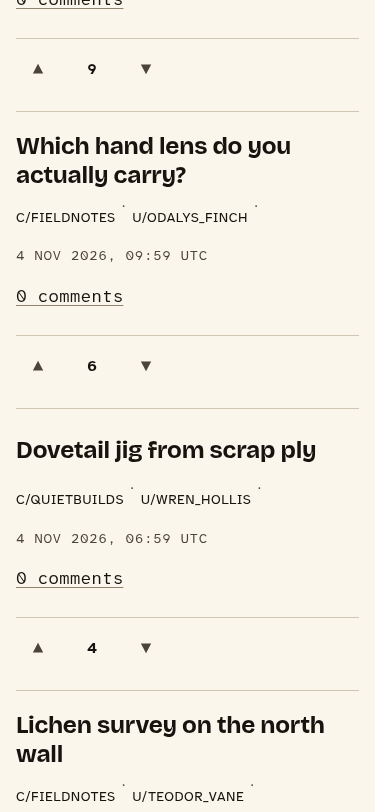 0 comments
▲ 9 ▼
Which hand lens do you
actually carry?
C/FIELDNOTES · U/ODALYS_FINCH ·
4 NOV 2026, 09:59 UTC
0 comments
▲ 6 ▼
Dovetail jig from scrap ply
C/QUIETBUILDS · U/WREN_HOLLIS ·
4 NOV 2026, 06:59 UTC
0 comments
▲ 4 ▼
Lichen survey on the north
wall
C/FIELDNOTES · U/TEODOR_VANE ·